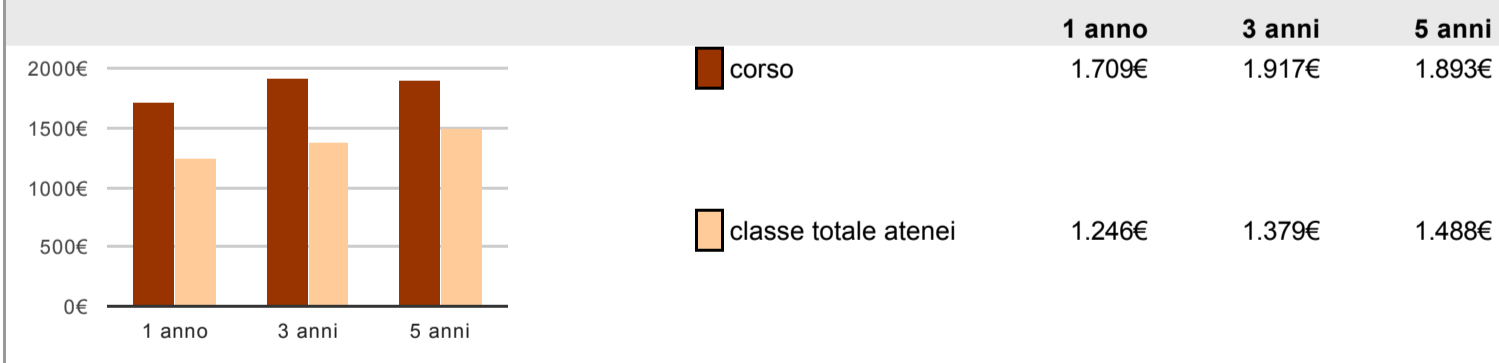 1 anno 3 anni 5 anni
2000€
1500€
1000€
500€
0€
1 anno 3 anni 5 anni
corso 1.709€ 1.917€ 1.893€
classe totale atenei 1.246€ 1.379€ 1.488€